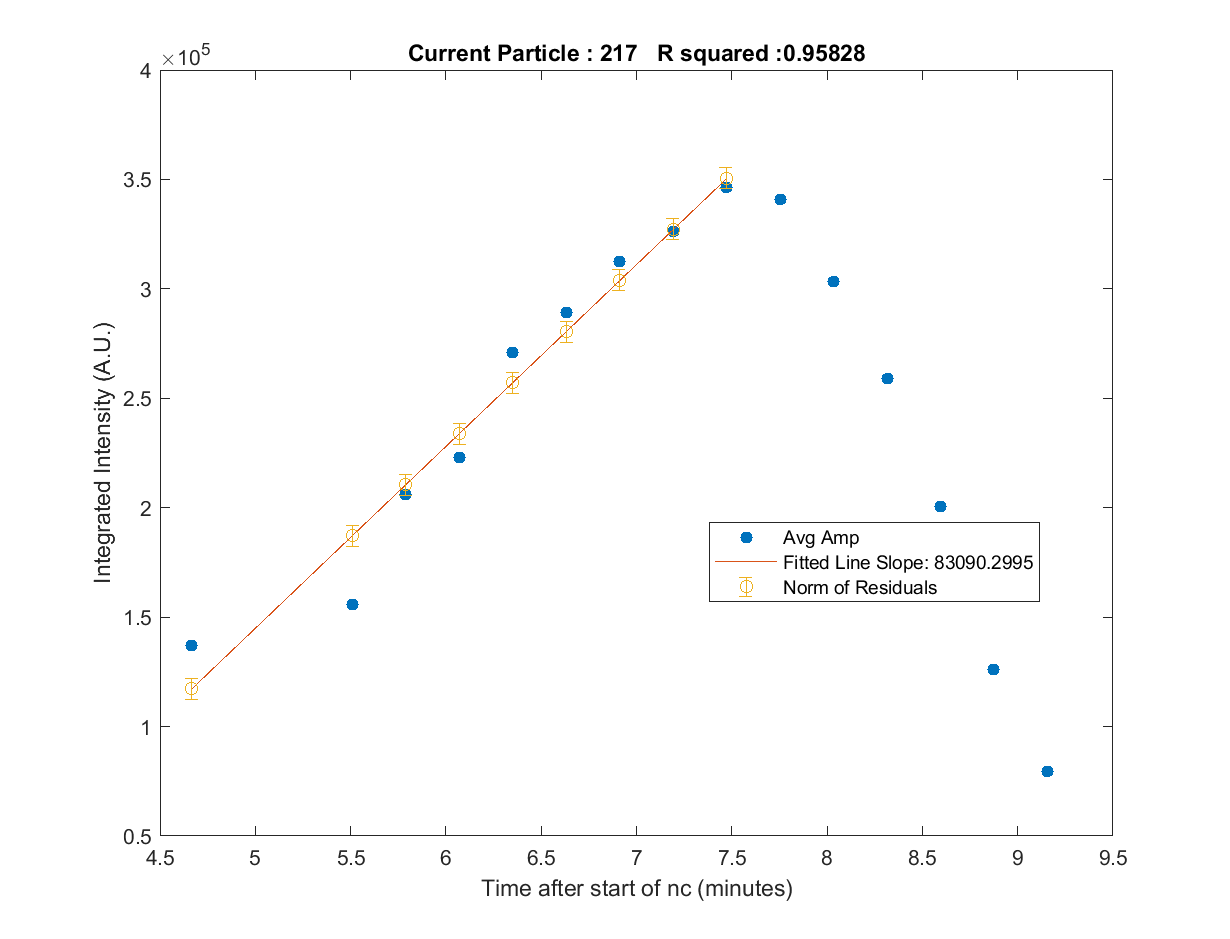 Current Particle : 217   R squared :0.95828
×10^5
4
3.5
3
2.5
2
1.5
1
0.5
Integrated Intensity (A.U.)
Avg Amp
Fitted Line Slope: 83090.2995
Norm of Residuals
4.5 5 5.5 6 6.5 7 7.5 8 8.5 9 9.5
Time after start of nc (minutes)